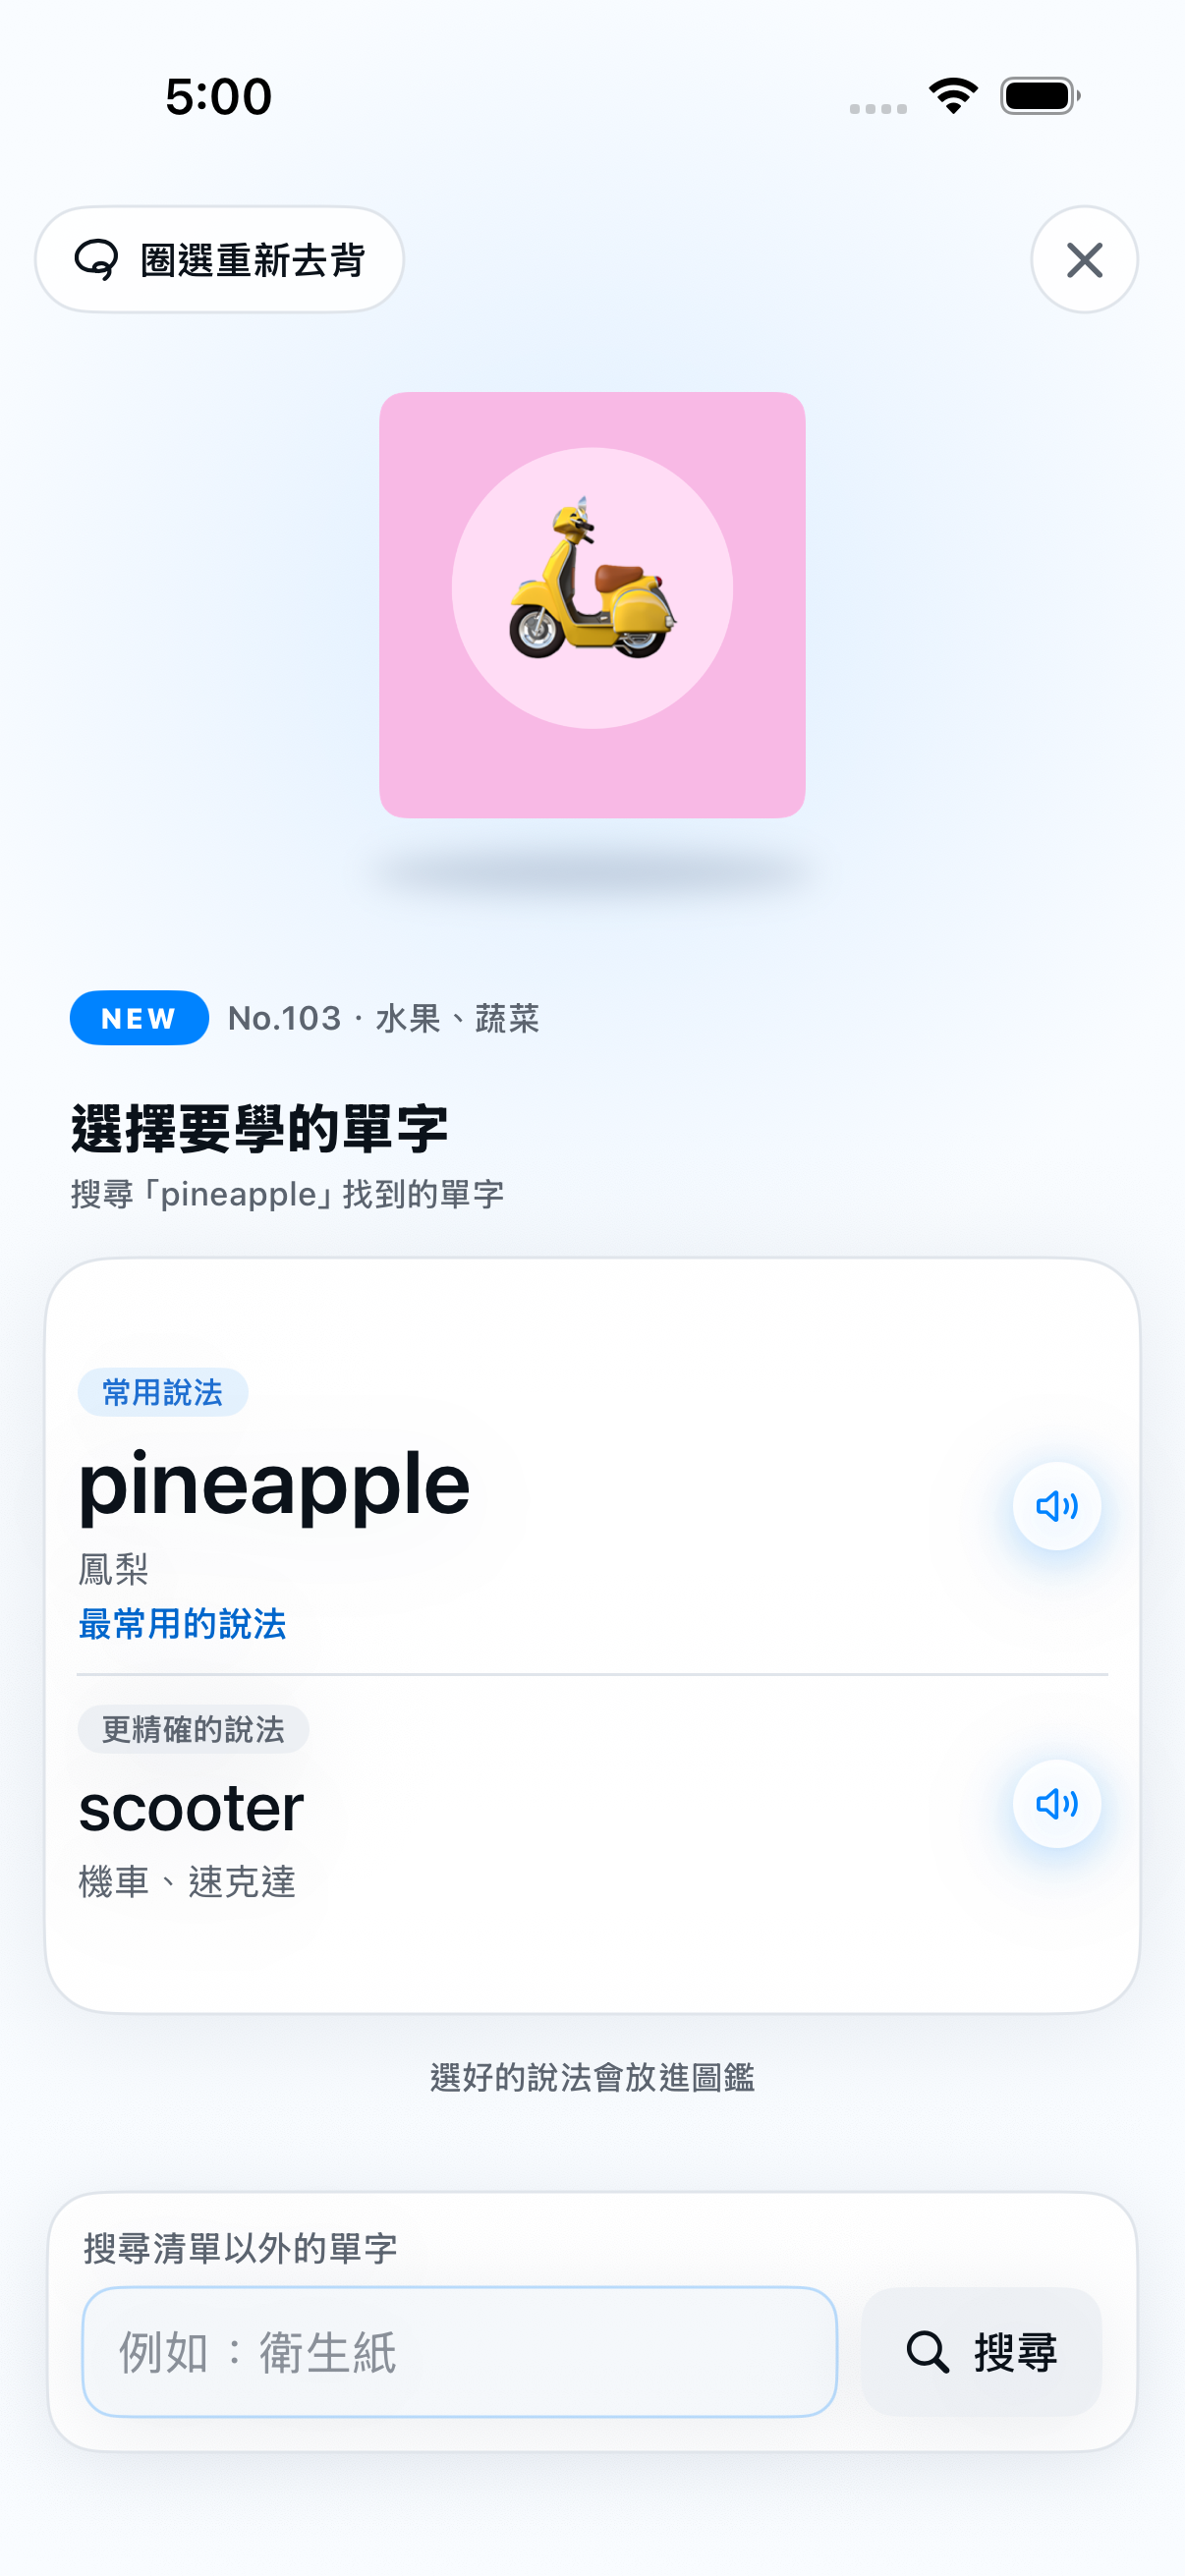 5:00
圈選重新去背
NEW No.103 · 水果、蔬菜
選擇要學的單字
搜尋「pineapple」找到的單字
常用說法
pineapple
鳳梨
最常用的說法
更精確的說法
scooter
機車、速克達
選好的說法會放進圖鑑
搜尋清單以外的單字
例如：衛生紙
搜尋